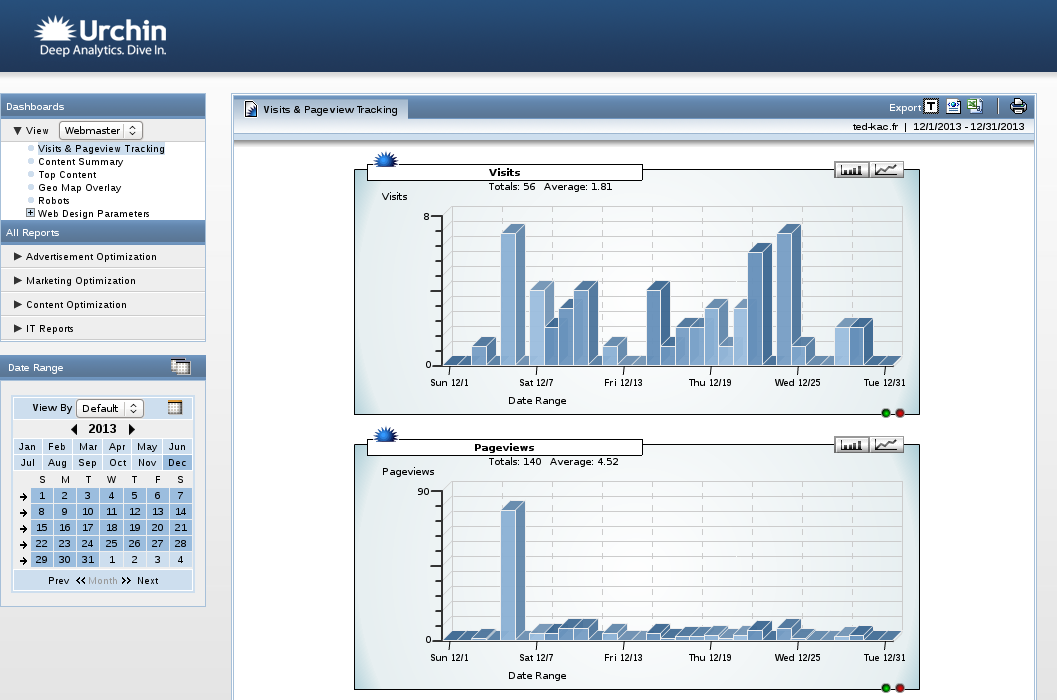 Urchin
Deep Analytics. Dive In.
Dashboards
View Webmaster
Visits & Pageview Tracking
Content Summary
Top Content
Geo Map Overlay
Robots
Web Design Parameters
All Reports
Advertisement Optimization
Marketing Optimization
Content Optimization
IT Reports
Date Range
View By Default
2013
Jan Feb Mar Apr May Jun
Jul Aug Sep Oct Nov Dec
S M T W T F S
1 2 3 4 5 6 7
8 9 10 11 12 13 14
15 16 17 18 19 20 21
22 23 24 25 26 27 28
29 30 31 1 2 3 4
Prev << Month >> Next
Visits & Pageview Tracking
Export T
ted-kac.fr | 12/1/2013 - 12/31/2013
Visits
Totals: 56 Average: 1.81
Visits
8
0
Sun 12/1 Sat 12/7 Fri 12/13 Thu 12/19 Wed 12/25 Tue 12/31
Date Range
Pageviews
Totals: 140 Average: 4.52
Pageviews
90
0
Sun 12/1 Sat 12/7 Fri 12/13 Thu 12/19 Wed 12/25 Tue 12/31
Date Range